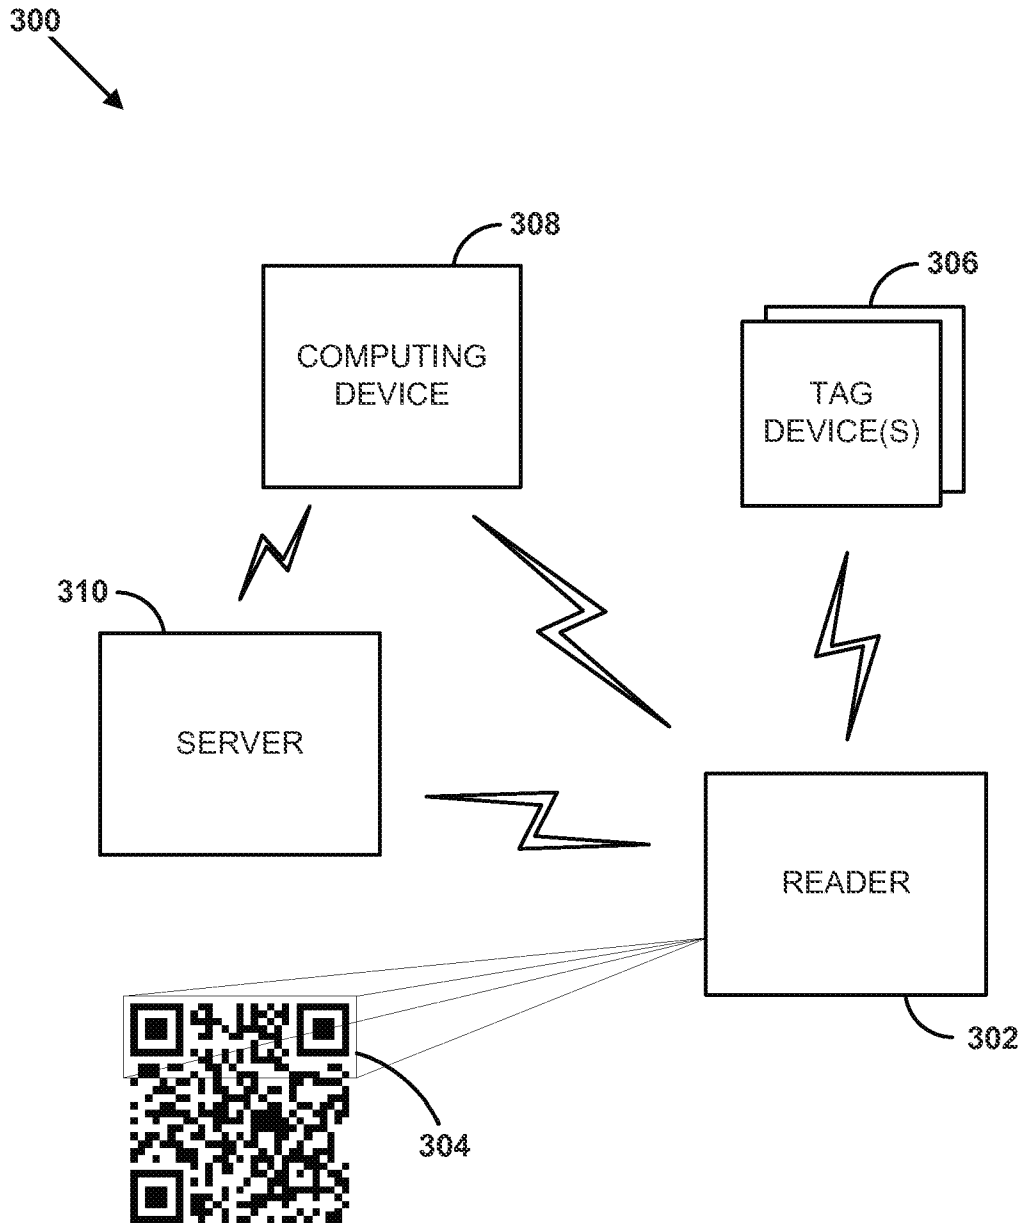 300
308
306
COMPUTING
DEVICE
TAG
DEVICE(S)
310
SERVER
READER
302
304